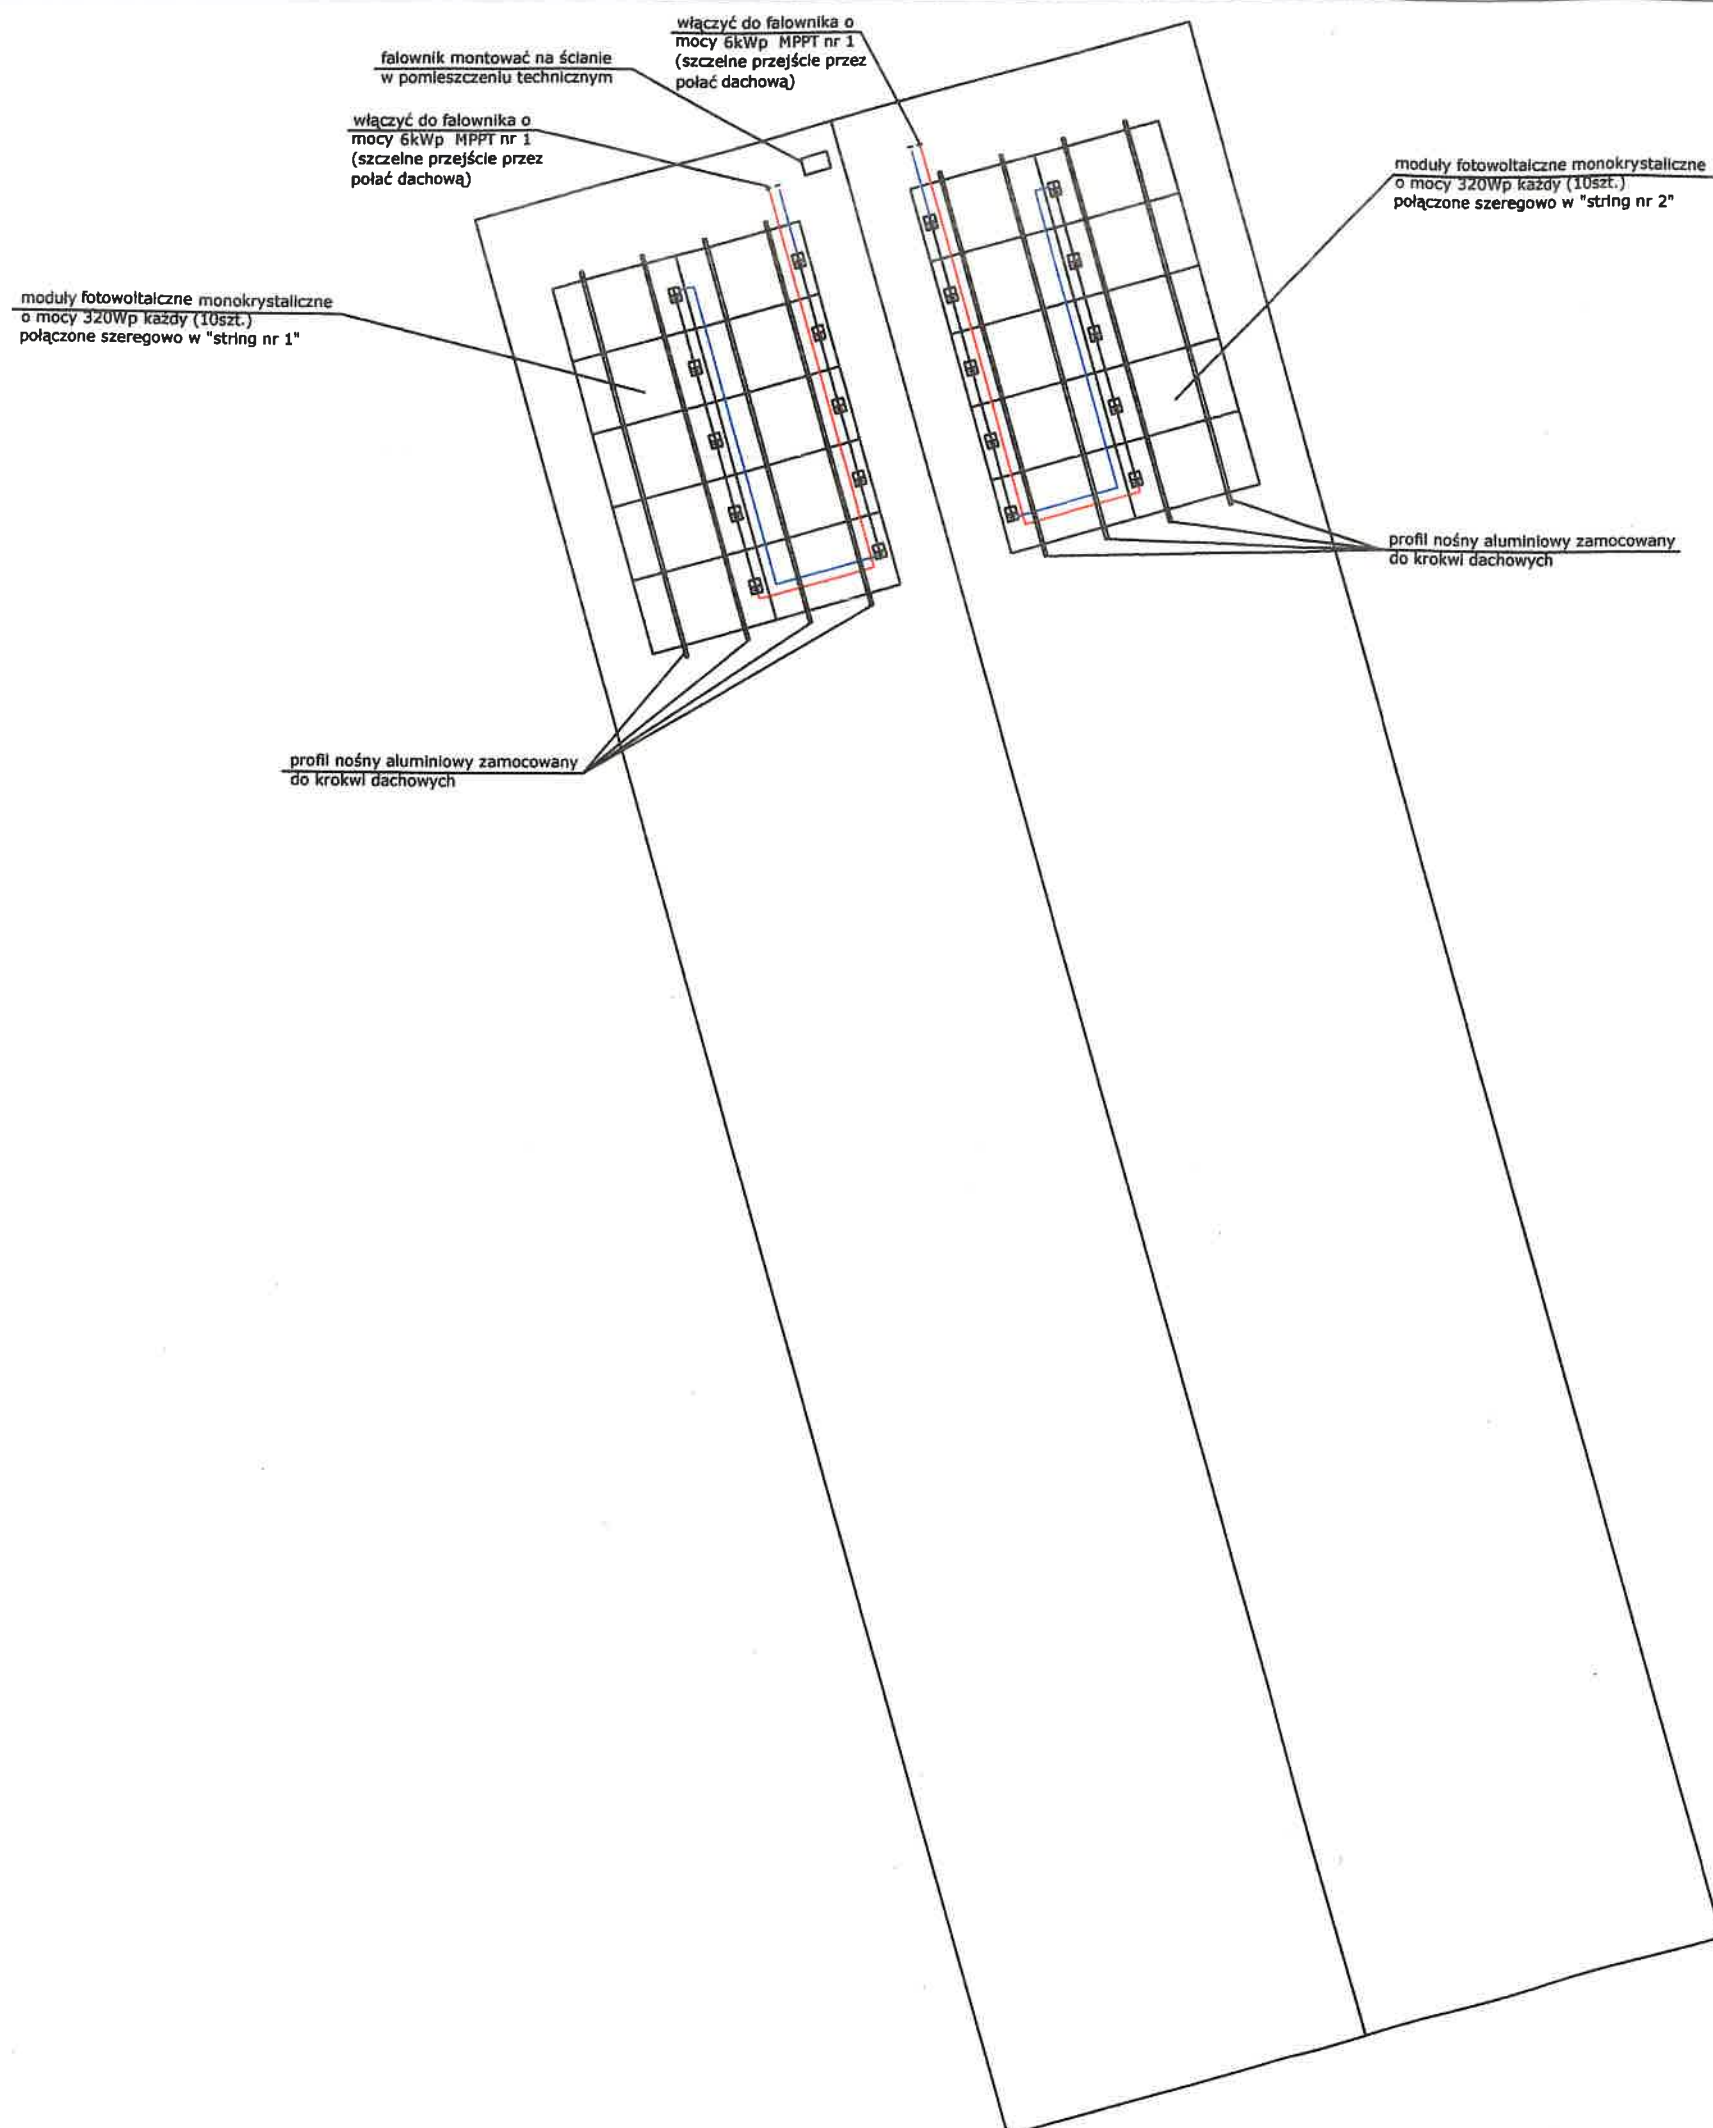 włączyć do falownika o
mocy 6kWp MPPT nr 1
(szczelne przejście przez
połać dachową)
falownik montować na ścianie
w pomieszczeniu technicznym
włączyć do falownika o
mocy 6kWp MPPT nr 1
(szczelne przejście przez
połać dachową)
moduły fotowoltaiczne monokrystaliczne
o mocy 320Wp każdy (10szt.)
połączone szeregowo w "string nr 2"
moduły fotowoltaiczne monokrystaliczne
o mocy 320Wp każdy (10szt.)
połączone szeregowo w "string nr 1"
profil nośny aluminiowy zamocowany
do krokwi dachowych
profil nośny aluminiowy zamocowany
do krokwi dachowych